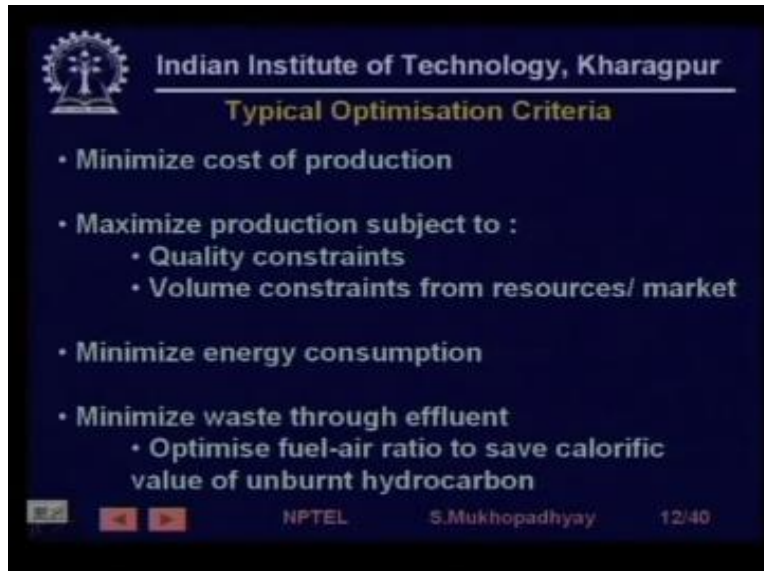 Indian Institute of Technology, Kharagpur
Typical Optimisation Criteria
• Minimize cost of production
• Maximize production subject to :
• Quality constraints
• Volume constraints from resources/ market
• Minimize energy consumption
• Minimize waste through effluent
• Optimise fuel-air ratio to save calorific
value of unburnt hydrocarbon
NPTEL S.Mukhopadhyay 12/40